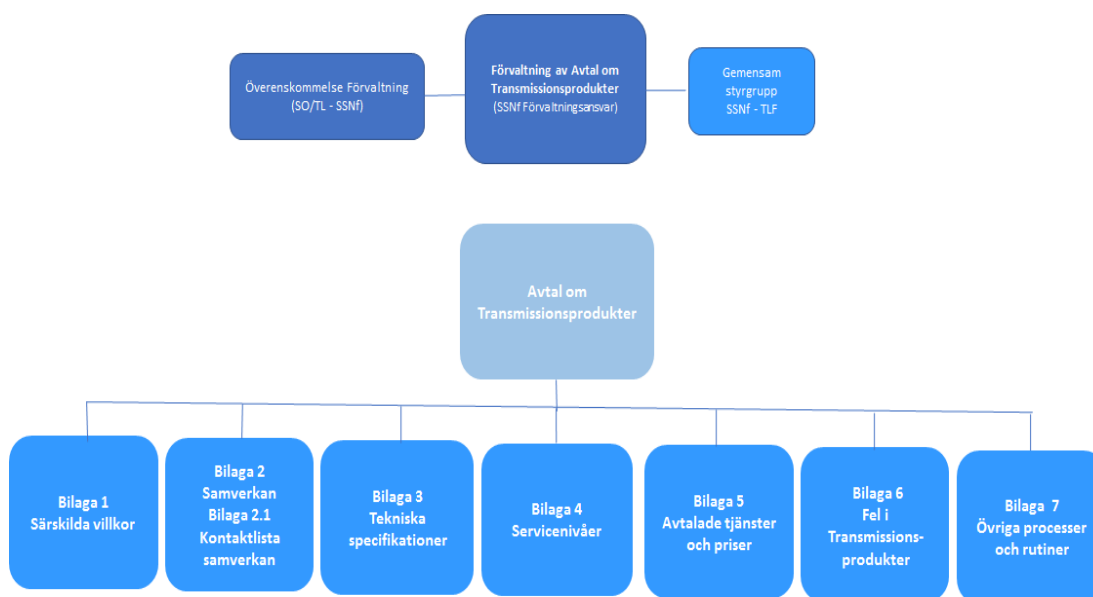 Överenskommelse Förvaltning
(SO/TL - SSNf)
Förvaltning av Avtal om
Transmissionsprodukter
(SSNf Förvaltningsansvar)
Gemensam
styrgrupp
SSNf - TLF
Avtal om
Transmissionsprodukter
Bilaga 1
Särskilda villkor
Bilaga 2
Samverkan
Bilaga 2.1
Kontaktlista
samverkan
Bilaga 3
Tekniska
specifikationer
Bilaga 4
Servicenivåer
Bilaga 5
Avtalade tjänster
och priser
Bilaga 6
Fel i
Transmissions-
produkter
Bilaga 7
Övriga processer
och rutiner